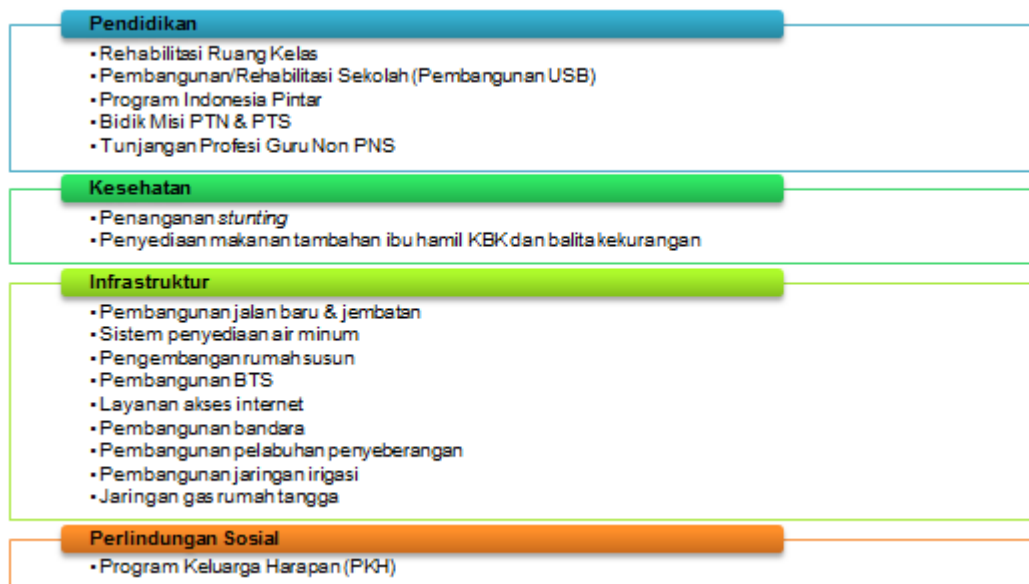 Pendidikan
• Rehabilitasi Ruang Kelas
• Pembangunan/Rehabilitasi Sekolah (Pembangunan USB)
• Program Indonesia Pintar
• Bidik Misi PTN & PTS
• Tunjangan Profesi Guru Non PNS
Kesehatan
• Penanganan stunting
• Penyediaan makanan tambahan ibu hamil KBK dan balita kekurangan
Infrastruktur
• Pembangunan jalan baru & jembatan
• Sistem penyediaan air minum
• Pengembangan rumah susun
• Pembangunan BTS
• Layanan akses internet
• Pembangunan bandara
• Pembangunan pelabuhan penyeberangan
• Pembangunan jaringan irigasi
• Jaringan gas rumah tangga
Perlindungan Sosial
• Program Keluarga Harapan (PKH)